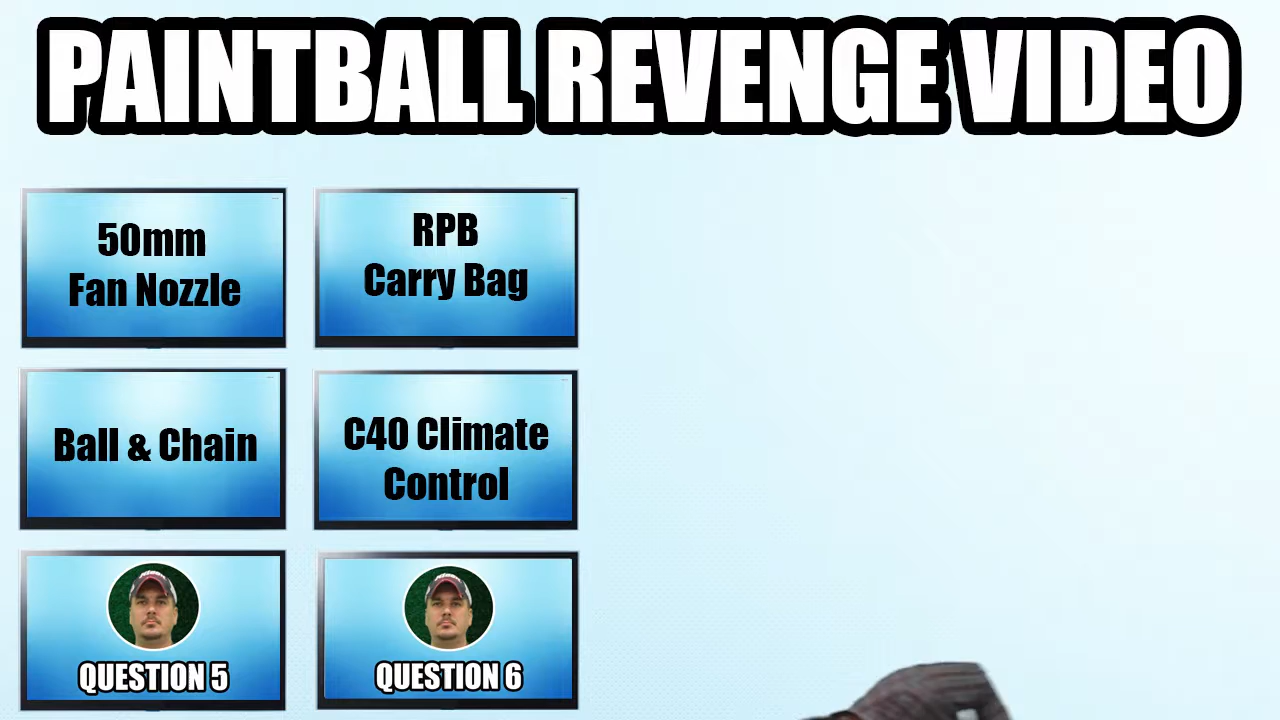 PAINTBALL REVENGE VIDEO
50mm
Fan Nozzle
RPB
Carry Bag
Ball & Chain
C40 Climate
Control
QUESTION 5
QUESTION 6